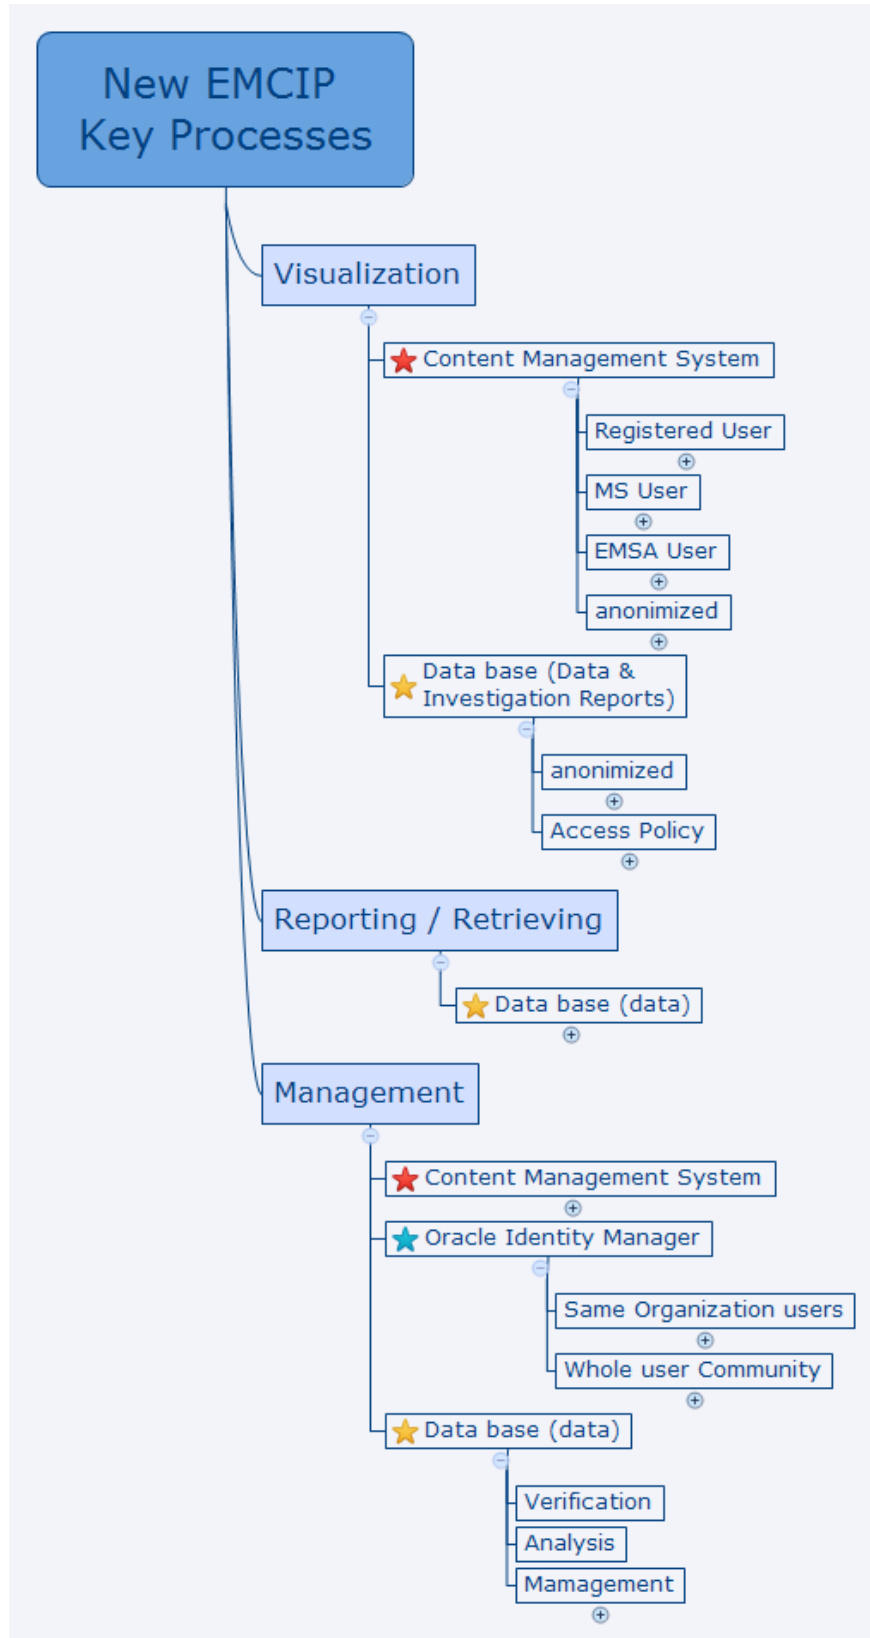 New EMCIP
Key Processes
Visualization
Content Management System
Registered User
MS User
EMSA User
anonimized
Data base (Data &
Investigation Reports)
anonimized
Access Policy
Reporting / Retrieving
Data base (data)
Management
Content Management System
Oracle Identity Manager
Same Organization users
Whole user Community
Data base (data)
Verification
Analysis
Mamagement